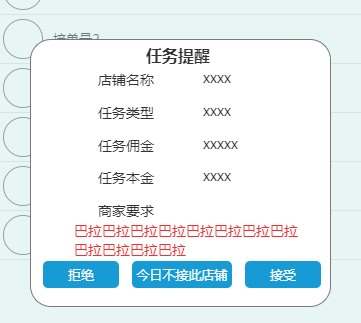 接单号?
任务提醒
店铺名称 xxxx
任务类型 xxxx
任务佣金 xxxxx
任务本金 xxxx
商家要求
巴拉巴拉巴拉巴拉巴拉巴拉巴拉巴拉
巴拉巴拉巴拉巴拉
拒绝 今日不接此店铺 接受